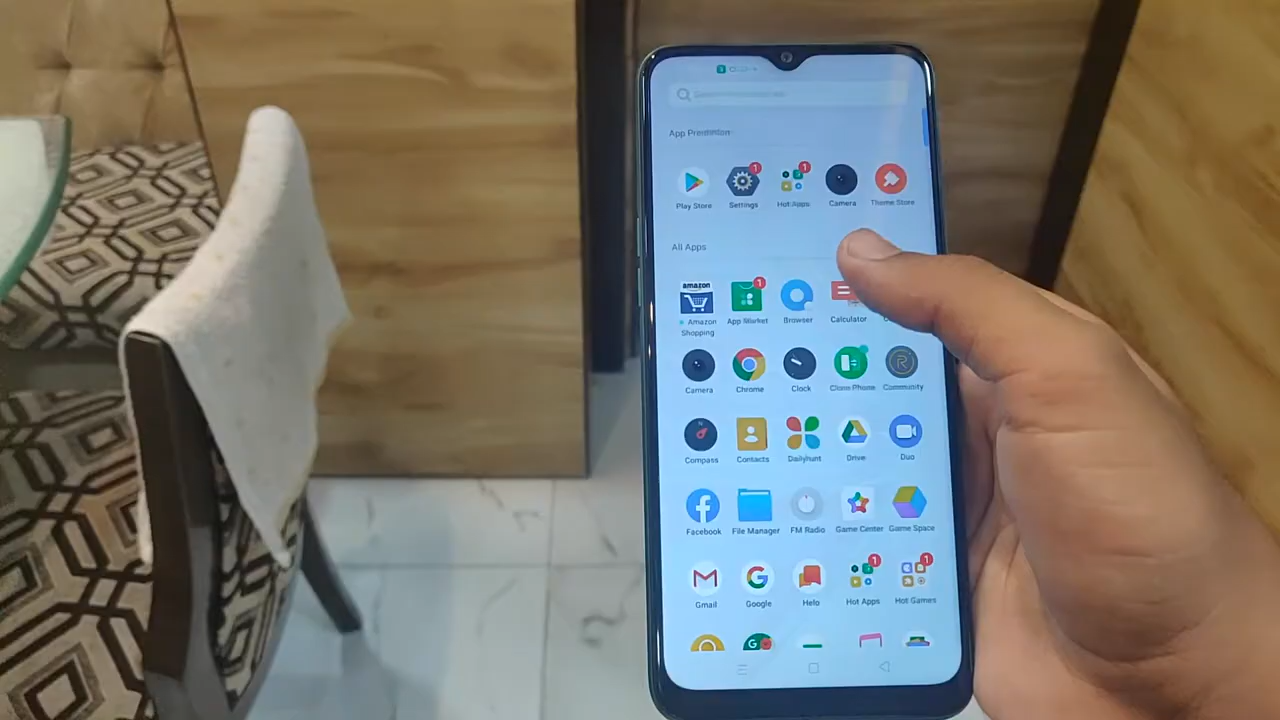 App Prediction
Play Store
Settings
Hot Apps
Camera
Theme Store
All Apps
amazon
Amazon Shopping
App Market
Browser
Calculator
Camera
Chrome
Clock
Clone Phone
Community
Compass
Contacts
Dailyhunt
Drive
Duo
Facebook
File Manager
FM Radio
Game Center
Game Space
Gmail
Google
Helo
Hot Apps
Hot Games